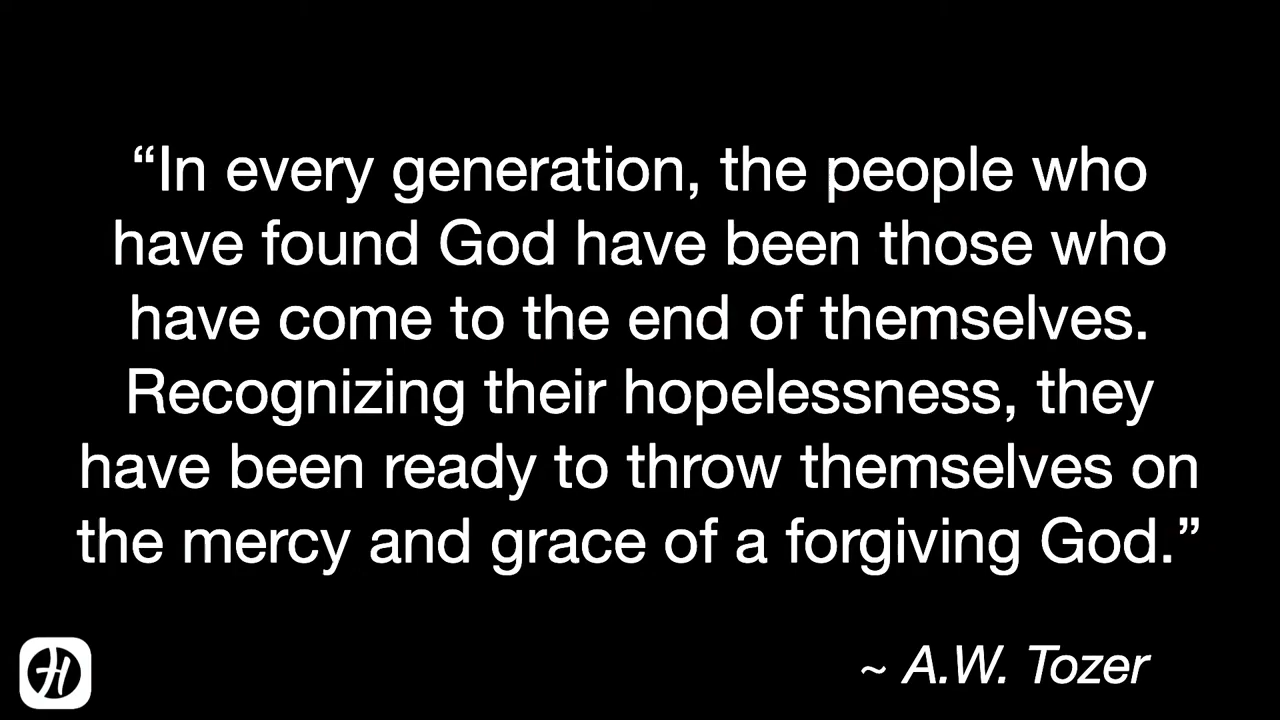 “In every generation, the people who
have found God have been those who
have come to the end of themselves.
Recognizing their hopelessness, they
have been ready to throw themselves on
the mercy and grace of a forgiving God.”
~ A.W. Tozer
H